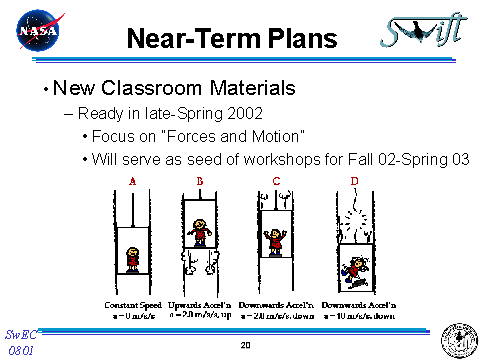 NASA
Near-Term Plans
Swift
• New Classroom Materials
– Ready in late-Spring 2002
• Focus on “Forces and Motion”
• Will serve as seed of workshops for Fall 02-Spring 03
A B C D
Constant Speed Upwards Accel'n Downwards Accel'n Downwards Accel'n
a = 0 m/s/s a = 2.0 m/s/s, up a = 2.0 m/s/s, down a = 10 m/s/s, down
SwEC
0801
20